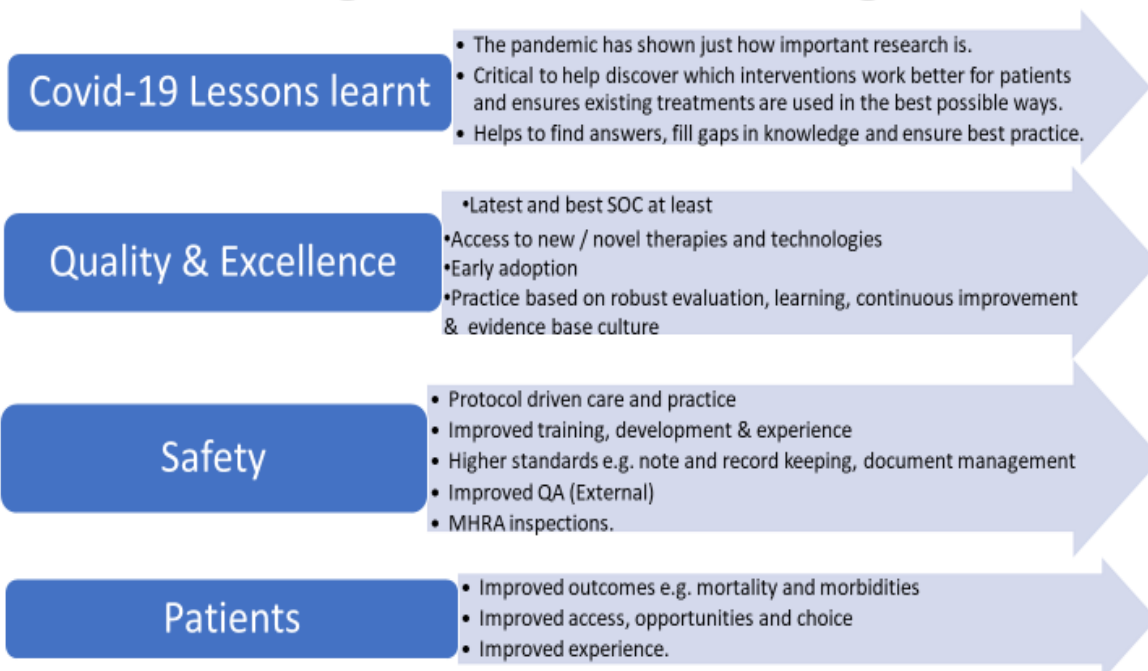 Covid-19 Lessons learnt
• The pandemic has shown just how important research is.
• Critical to help discover which interventions work better for patients
and ensures existing treatments are used in the best possible ways.
• Helps to find answers, fill gaps in knowledge and ensure best practice.
Quality & Excellence
•Latest and best SOC at least
•Access to new / novel therapies and technologies
•Early adoption
•Practice based on robust evaluation, learning, continuous improvement
& evidence base culture
Safety
• Protocol driven care and practice
• Improved training, development & experience
• Higher standards e.g. note and record keeping, document management
• Improved QA (External)
• MHRA inspections.
Patients
• Improved outcomes e.g. mortality and morbidities
• Improved access, opportunities and choice
• Improved experience.